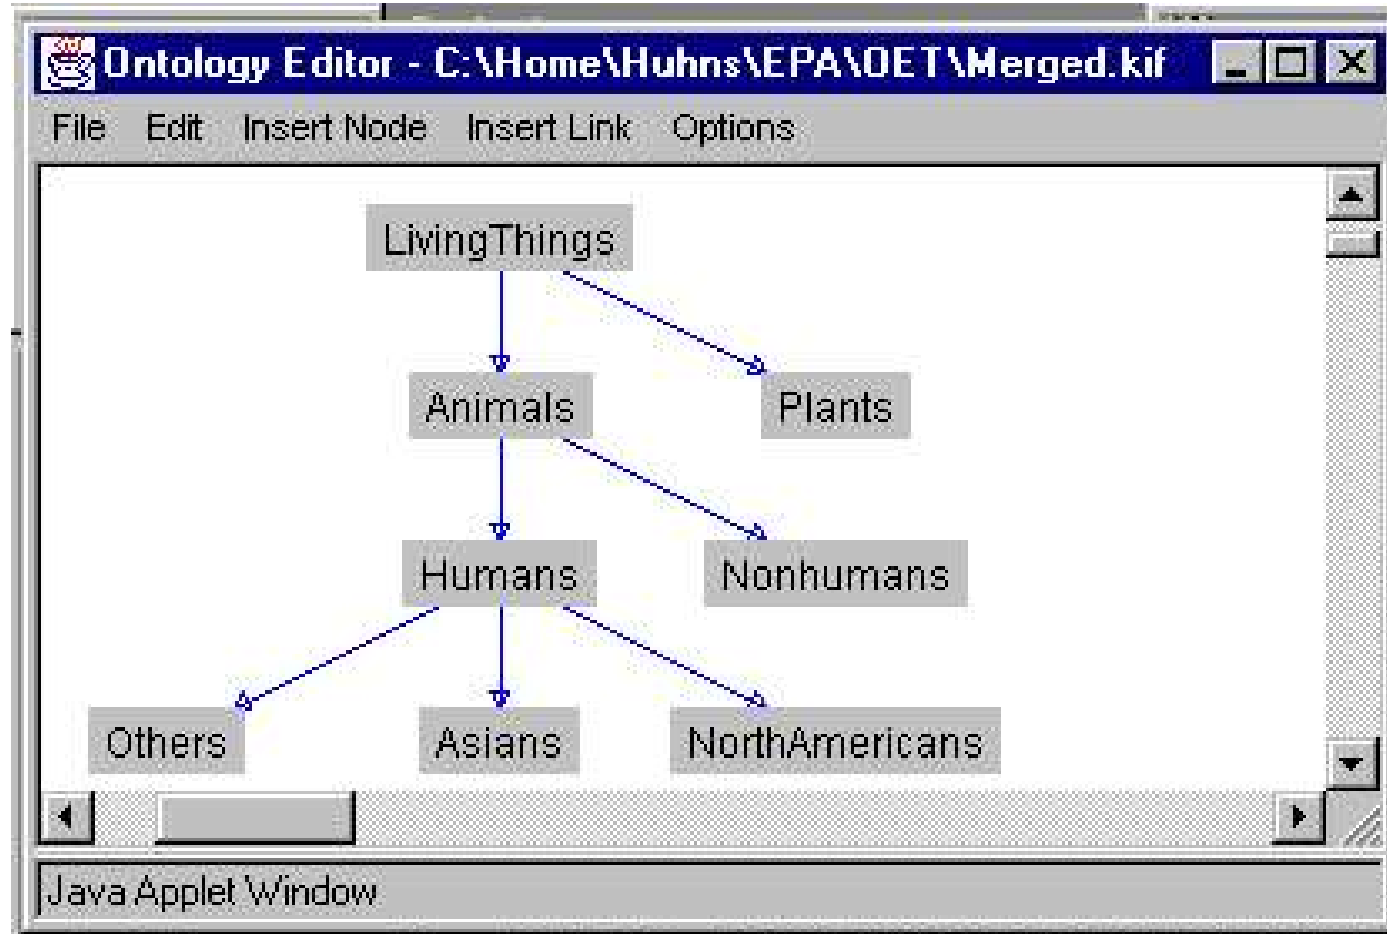 Ontology Editor - C:\Home\Huhns\EPA\OET\Merged.kif
File Edit Insert Node Insert Link Options
LivingThings
Animals Plants
Humans Nonhumans
Others Asians NorthAmericans
Java Applet Window